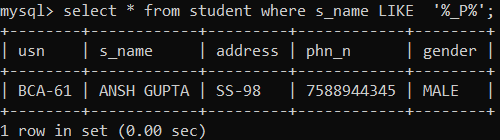 mysql> select * from student where s_name LIKE  '%_P%';
+--------+------------+---------+------------+--------+
| usn    | s_name     | address | phn_n      | gender |
+--------+------------+---------+------------+--------+
| BCA-61 | ANSH GUPTA | SS-98   | 7588944345 | MALE   |
+--------+------------+---------+------------+--------+
1 row in set (0.00 sec)